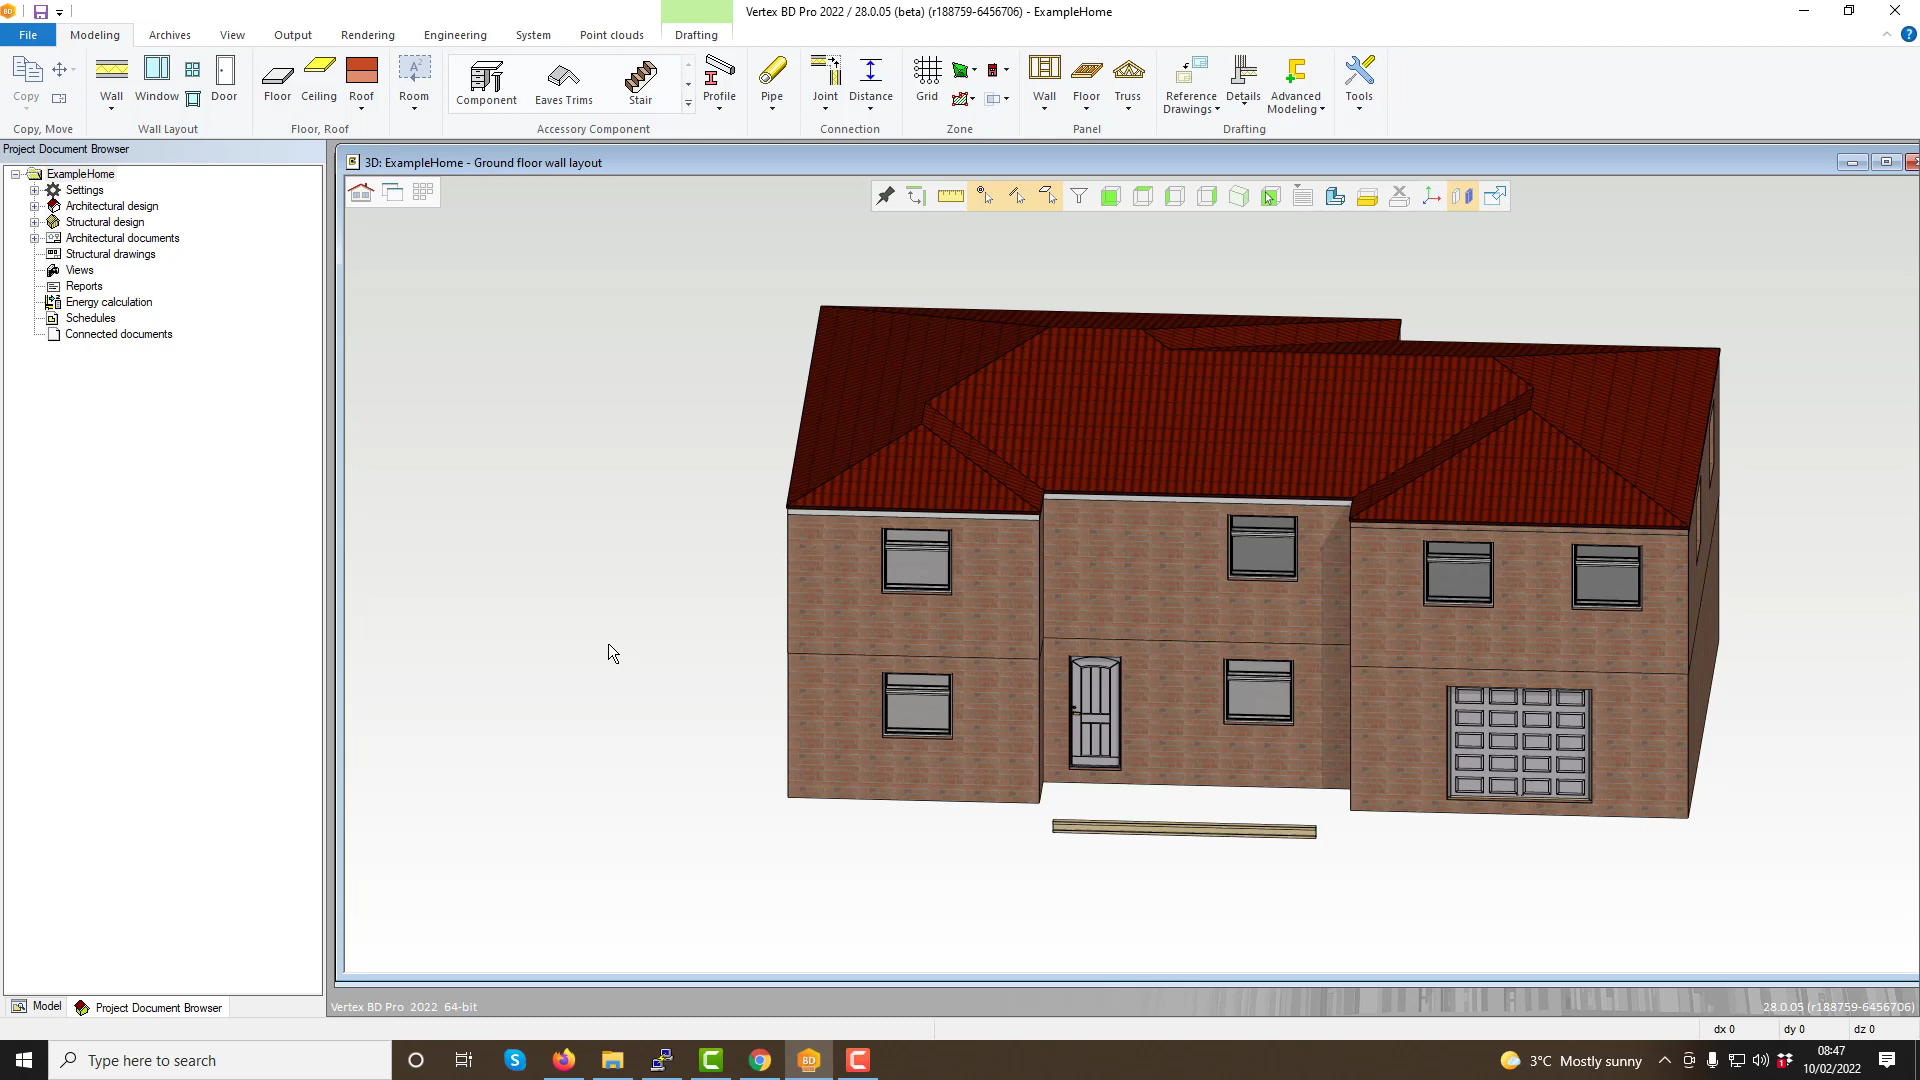 BD
Vertex BD Pro 2022 / 28.0.05 (beta) (r188759-6456706) - ExampleHome
File Modeling Archives View Output Rendering Engineering System Point clouds Drafting
Copy Wall Window Door Floor Ceiling Roof Room Component Eaves Trims Stair Profile Pipe Joint Distance Grid Wall Floor Truss Reference Drawings Details Advanced Modeling Tools
Copy, Move Wall Layout Floor, Roof Accessory Component Connection Zone Panel Drafting
Project Document Browser
ExampleHome
Settings
Architectural design
Structural design
Architectural documents
Structural drawings
Views
Reports
Energy calculation
Schedules
Connected documents
3D: ExampleHome - Ground floor wall layout
Model Project Document Browser
Vertex BD Pro 2022 64-bit
28.0.05 (r188759-6456706)
dx 0 dy 0 dz 0
Type here to search
BD
3°C Mostly sunny
08:47
10/02/2022